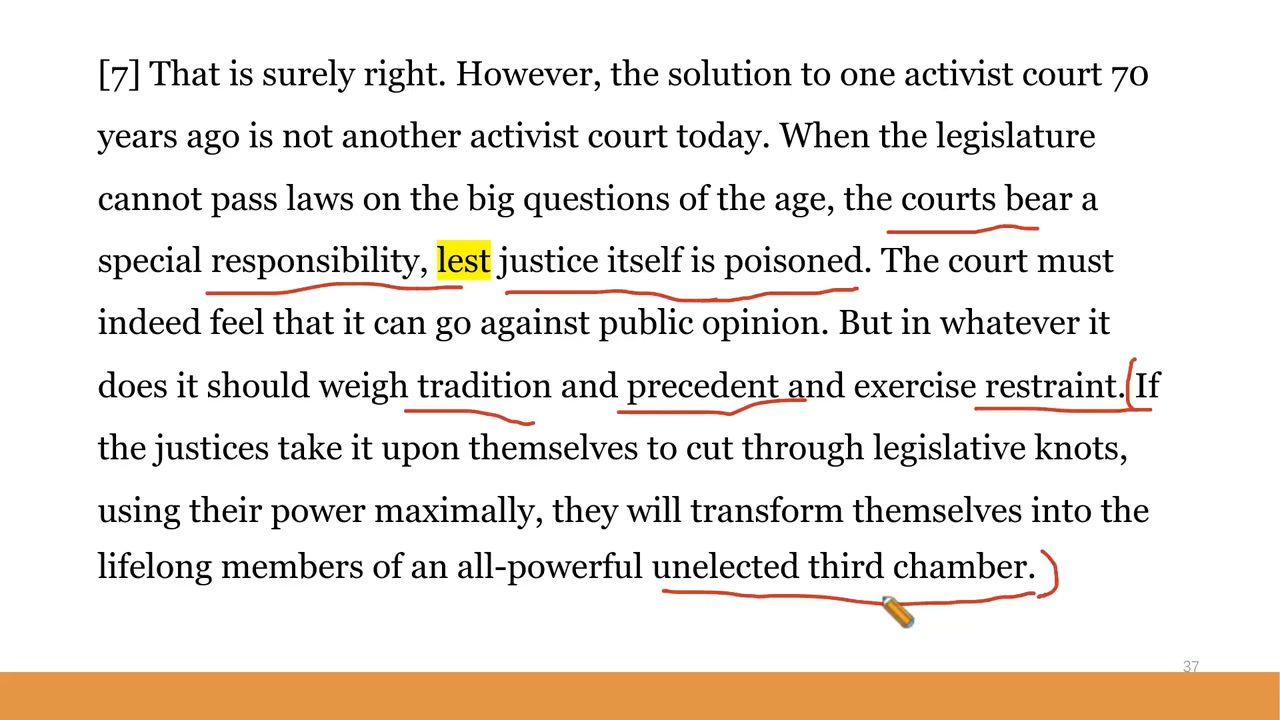 [7] That is surely right. However, the solution to one activist court 70
years ago is not another activist court today. When the legislature
cannot pass laws on the big questions of the age, the courts bear a
special responsibility, lest justice itself is poisoned. The court must
indeed feel that it can go against public opinion. But in whatever it
does it should weigh tradition and precedent and exercise restraint. If
the justices take it upon themselves to cut through legislative knots,
using their power maximally, they will transform themselves into the
lifelong members of an all-powerful unelected third chamber.
37